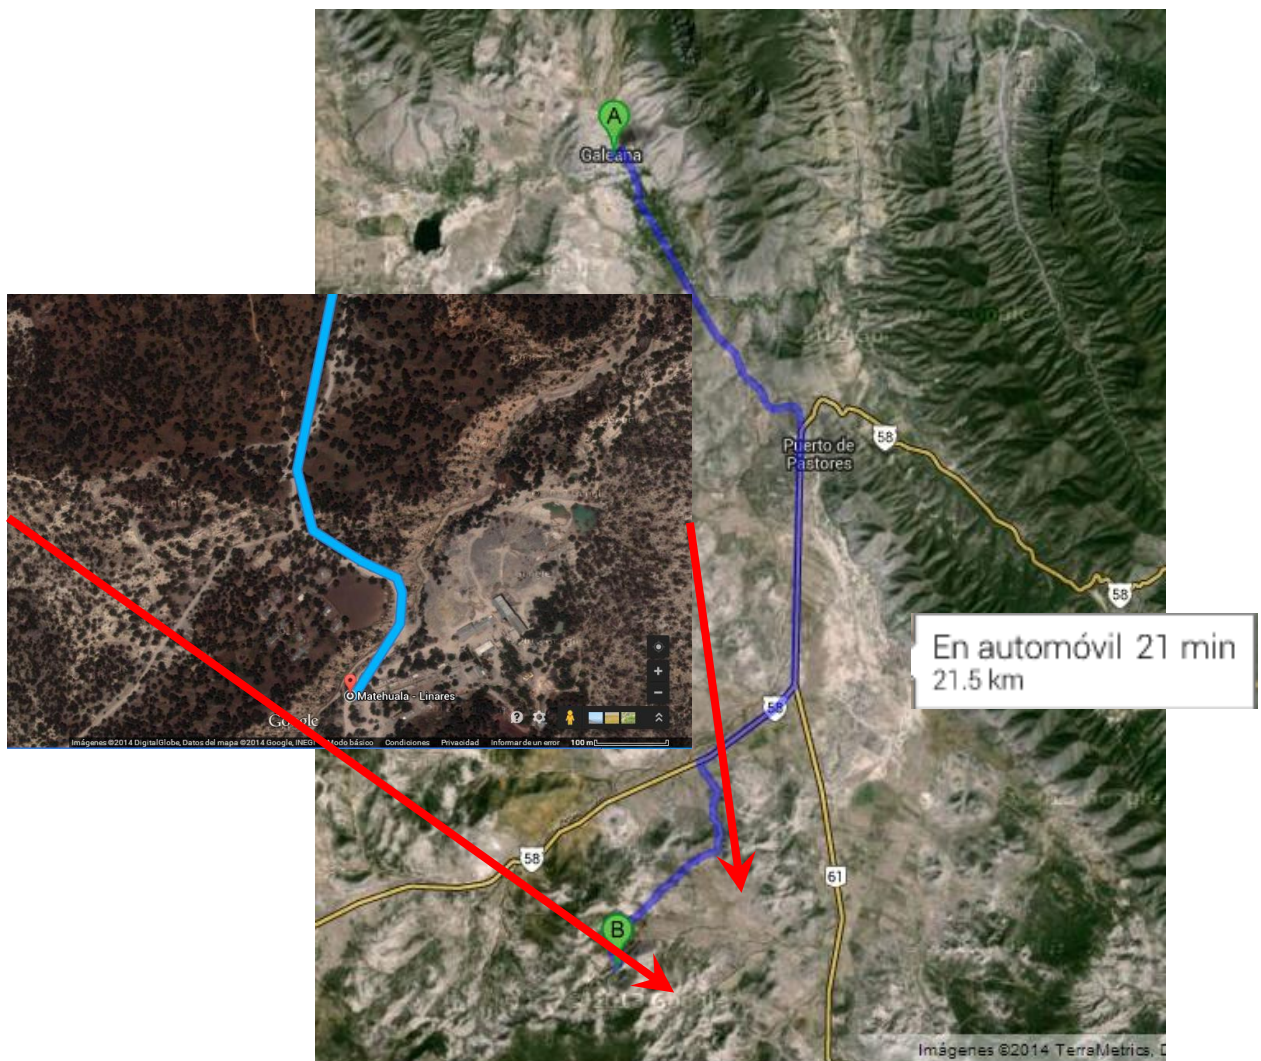 A
Galeana
58
Puerto de
Pastores
58
En automóvil 21 min
21.5 km
Matehuala - Linares
Google
Imágenes ©2014 DigitalGlobe, Datos del mapa ©2014 Google, INEGI
Modo básico
Condiciones
Privacidad
Informar de un error
100 m
58
58
61
B
Imágenes ©2014 TerraMetrics, D